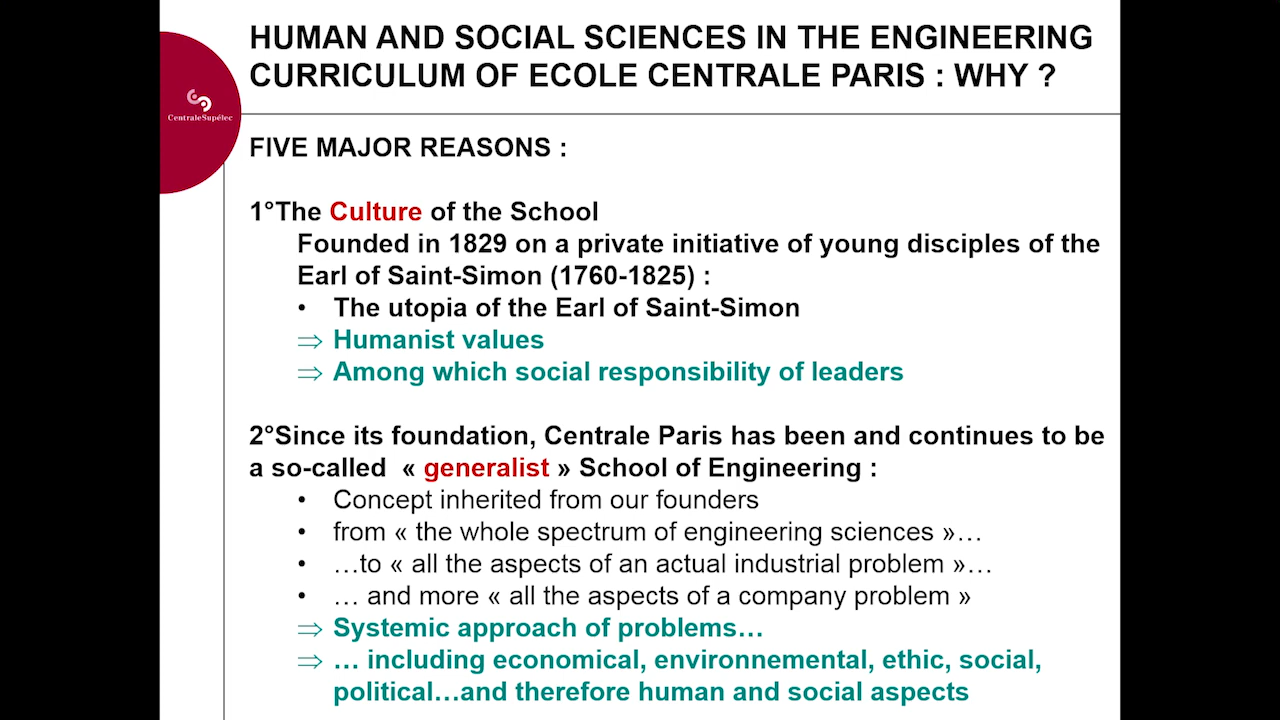 HUMAN AND SOCIAL SCIENCES IN THE ENGINEERING
CURRICULUM OF ECOLE CENTRALE PARIS : WHY ?
CentraleSupélec
FIVE MAJOR REASONS :
1°The Culture of the School
Founded in 1829 on a private initiative of young disciples of the
Earl of Saint-Simon (1760-1825) :
• The utopia of the Earl of Saint-Simon
⇒ Humanist values
⇒ Among which social responsibility of leaders
2°Since its foundation, Centrale Paris has been and continues to be
a so-called « generalist » School of Engineering :
• Concept inherited from our founders
• from « the whole spectrum of engineering sciences »…
• …to « all the aspects of an actual industrial problem »…
• … and more « all the aspects of a company problem »
⇒ Systemic approach of problems…
⇒ … including economical, environnemental, ethic, social,
political…and therefore human and social aspects